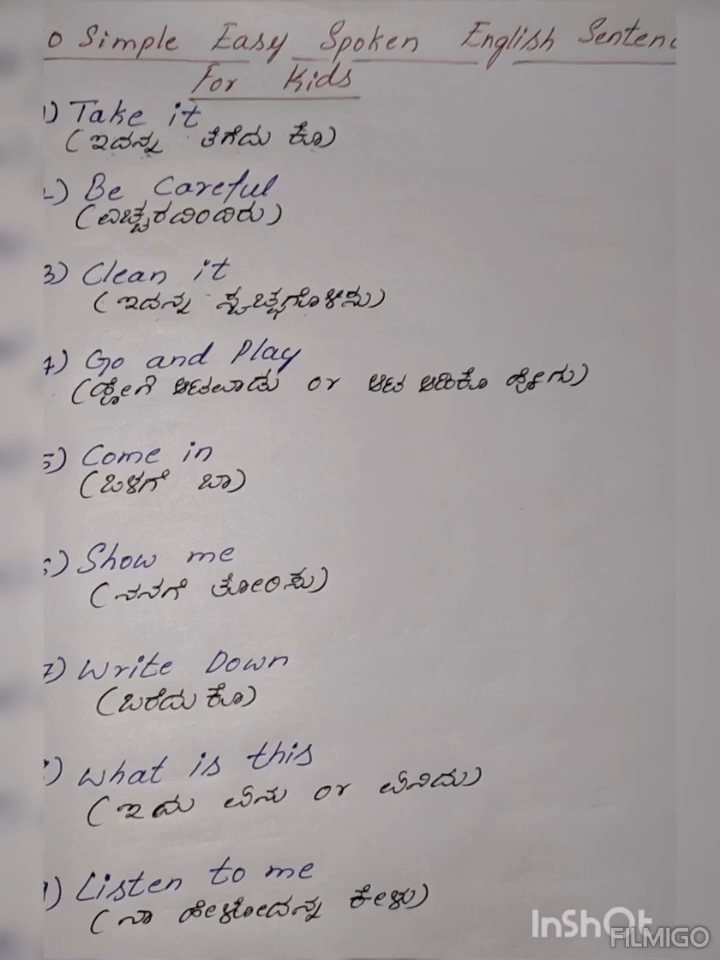 0 Simple Easy Spoken English Senten
For Kids
1) Take it
(ಇದನ್ನು ತೆಗೆದು ಕೊ)
2) Be Careful
(ಎಚ್ಚರದಿಂದಿರು)
3) Clean it
(ಇದನ್ನು ಸ್ವಚ್ಛಗೊಳಿಸು)
4) Go and Play
(ಹೋಗಿ ಆಟವಾಡು or ಆಟ ಆಡಿಕೊ ಹೋಗು)
5) Come in
(ಒಳಗೆ ಬಾ)
6) Show me
(ನನಗೆ ತೋರಿಸು)
7) Write Down
(ಬರೆದು ಕೊ)
8) What is this
(ಇದು ಏನು or ಏನಿದು)
9) Listen to me
(ನಾ ಹೇಳೋದನ್ನು ಕೇಳು)
InShOt
FILMIGO